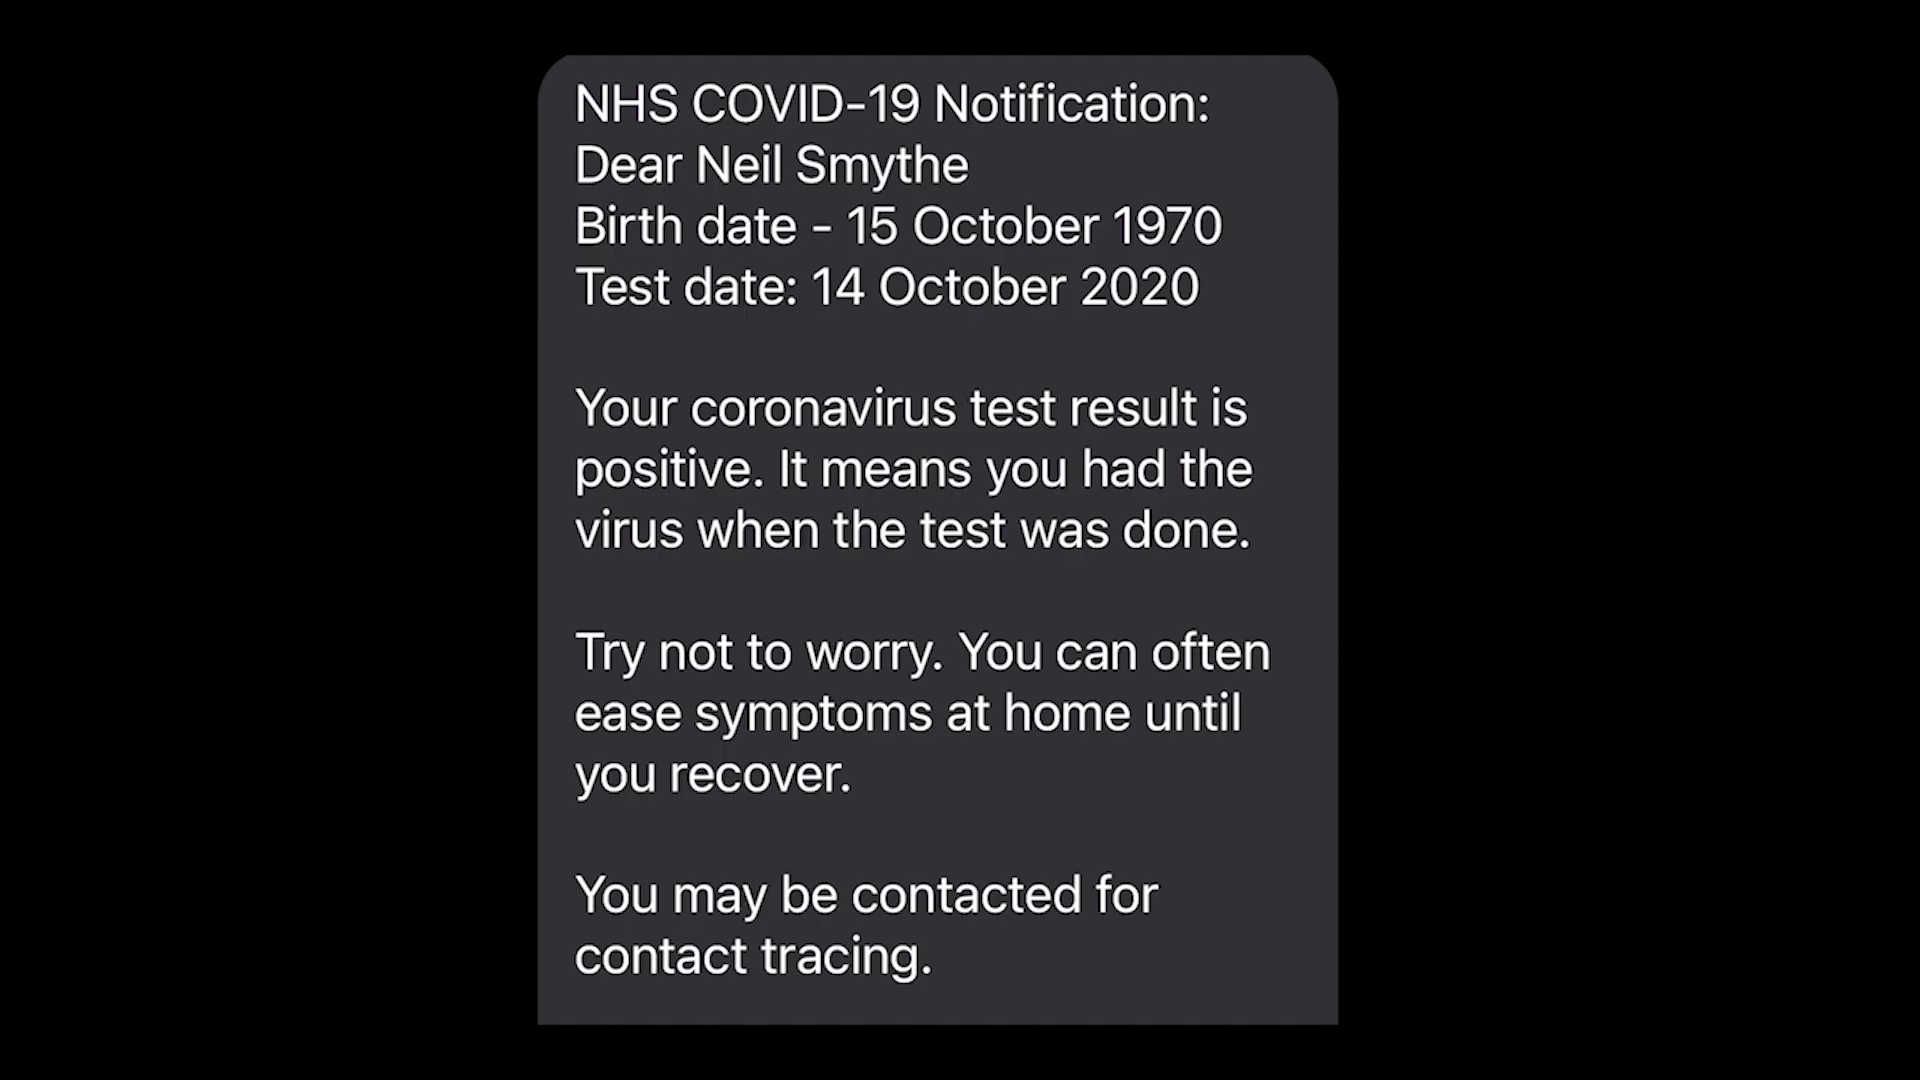 NHS COVID-19 Notification:
Dear Neil Smythe
Birth date - 15 October 1970
Test date: 14 October 2020
Your coronavirus test result is
positive. It means you had the
virus when the test was done.
Try not to worry. You can often
ease symptoms at home until
you recover.
You may be contacted for
contact tracing.